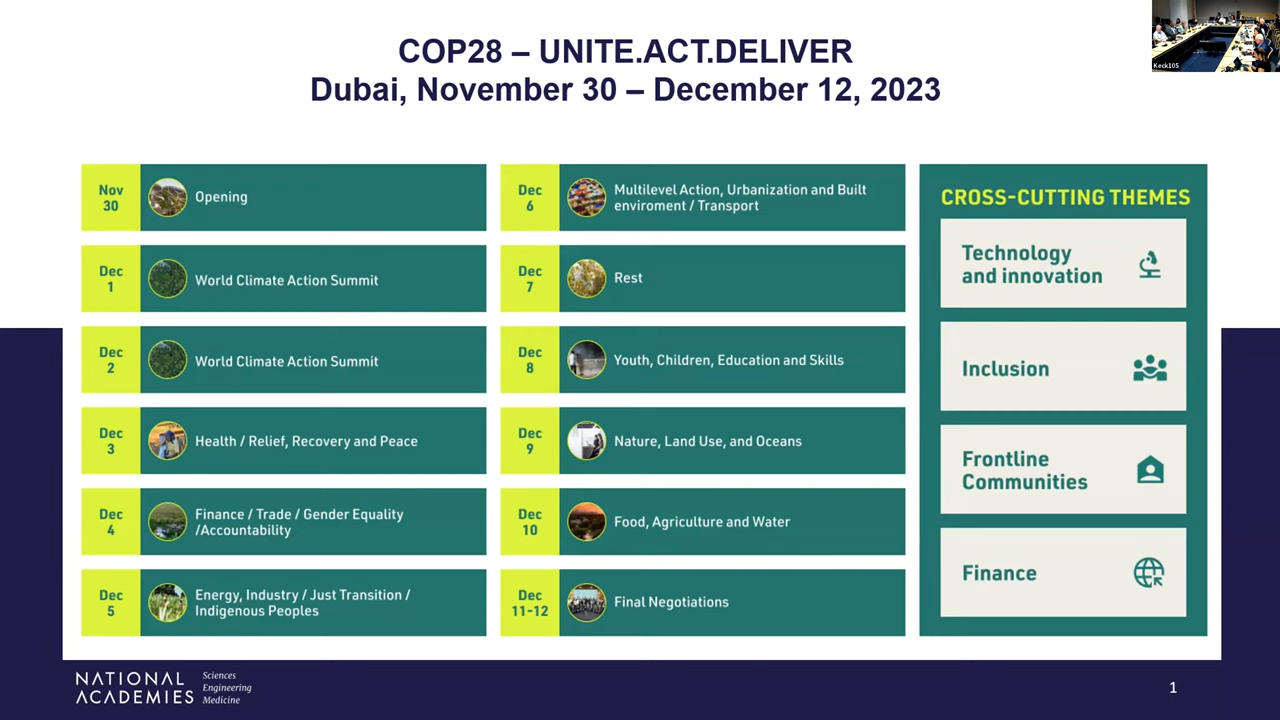 COP28 – UNITE.ACT.DELIVER
Dubai, November 30 – December 12, 2023
Keck105
Nov
30
Opening
Dec
1
World Climate Action Summit
Dec
2
World Climate Action Summit
Dec
3
Health / Relief, Recovery and Peace
Dec
4
Finance / Trade / Gender Equality
/Accountability
Dec
5
Energy, Industry / Just Transition /
Indigenous Peoples
Dec
6
Multilevel Action, Urbanization and Built
enviroment / Transport
Dec
7
Rest
Dec
8
Youth, Children, Education and Skills
Dec
9
Nature, Land Use, and Oceans
Dec
10
Food, Agriculture and Water
Dec
11-12
Final Negotiations
CROSS-CUTTING THEMES
Technology
and innovation
Inclusion
Frontline
Communities
Finance
NATIONAL
ACADEMIES
Sciences
Engineering
Medicine
1